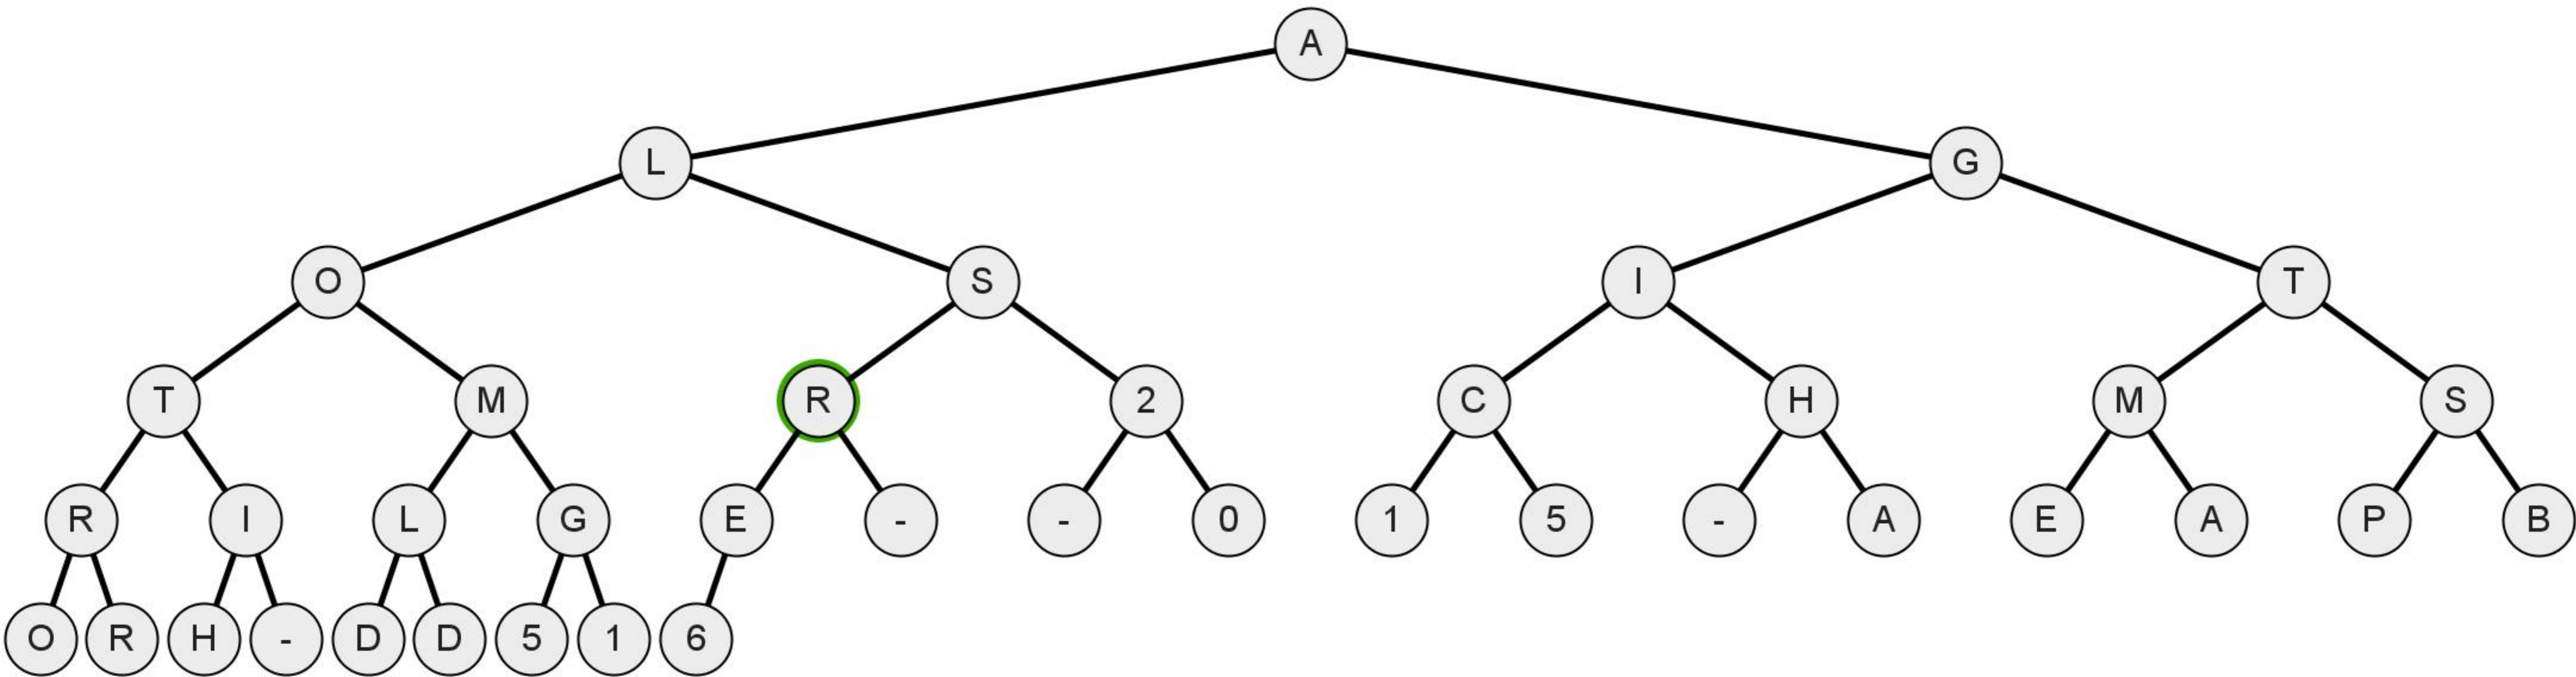 A
L G
O S I T
T M R 2 C H M S
R I L G E - - 0 1 5 - A E A P B
O R H - D D 5 1 6